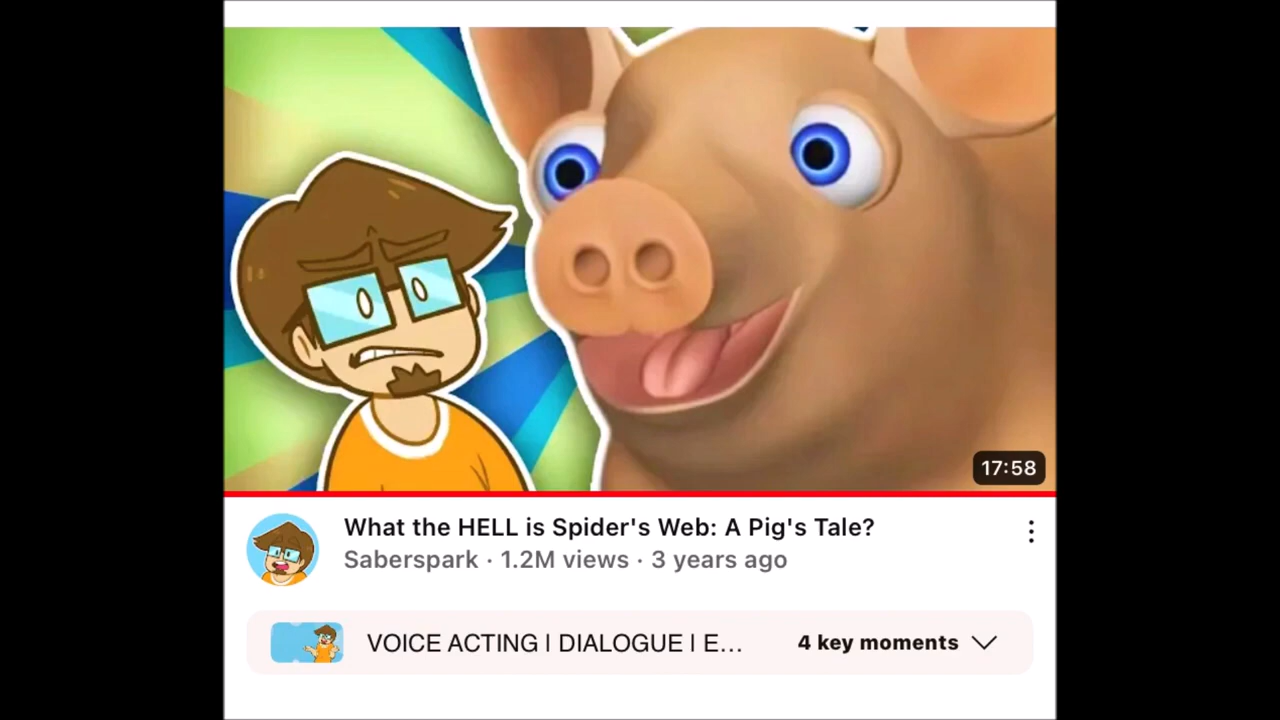 17:58
What the HELL is Spider's Web: A Pig's Tale?
Saberspark · 1.2M views · 3 years ago
VOICE ACTING | DIALOGUE | E... 4 key moments